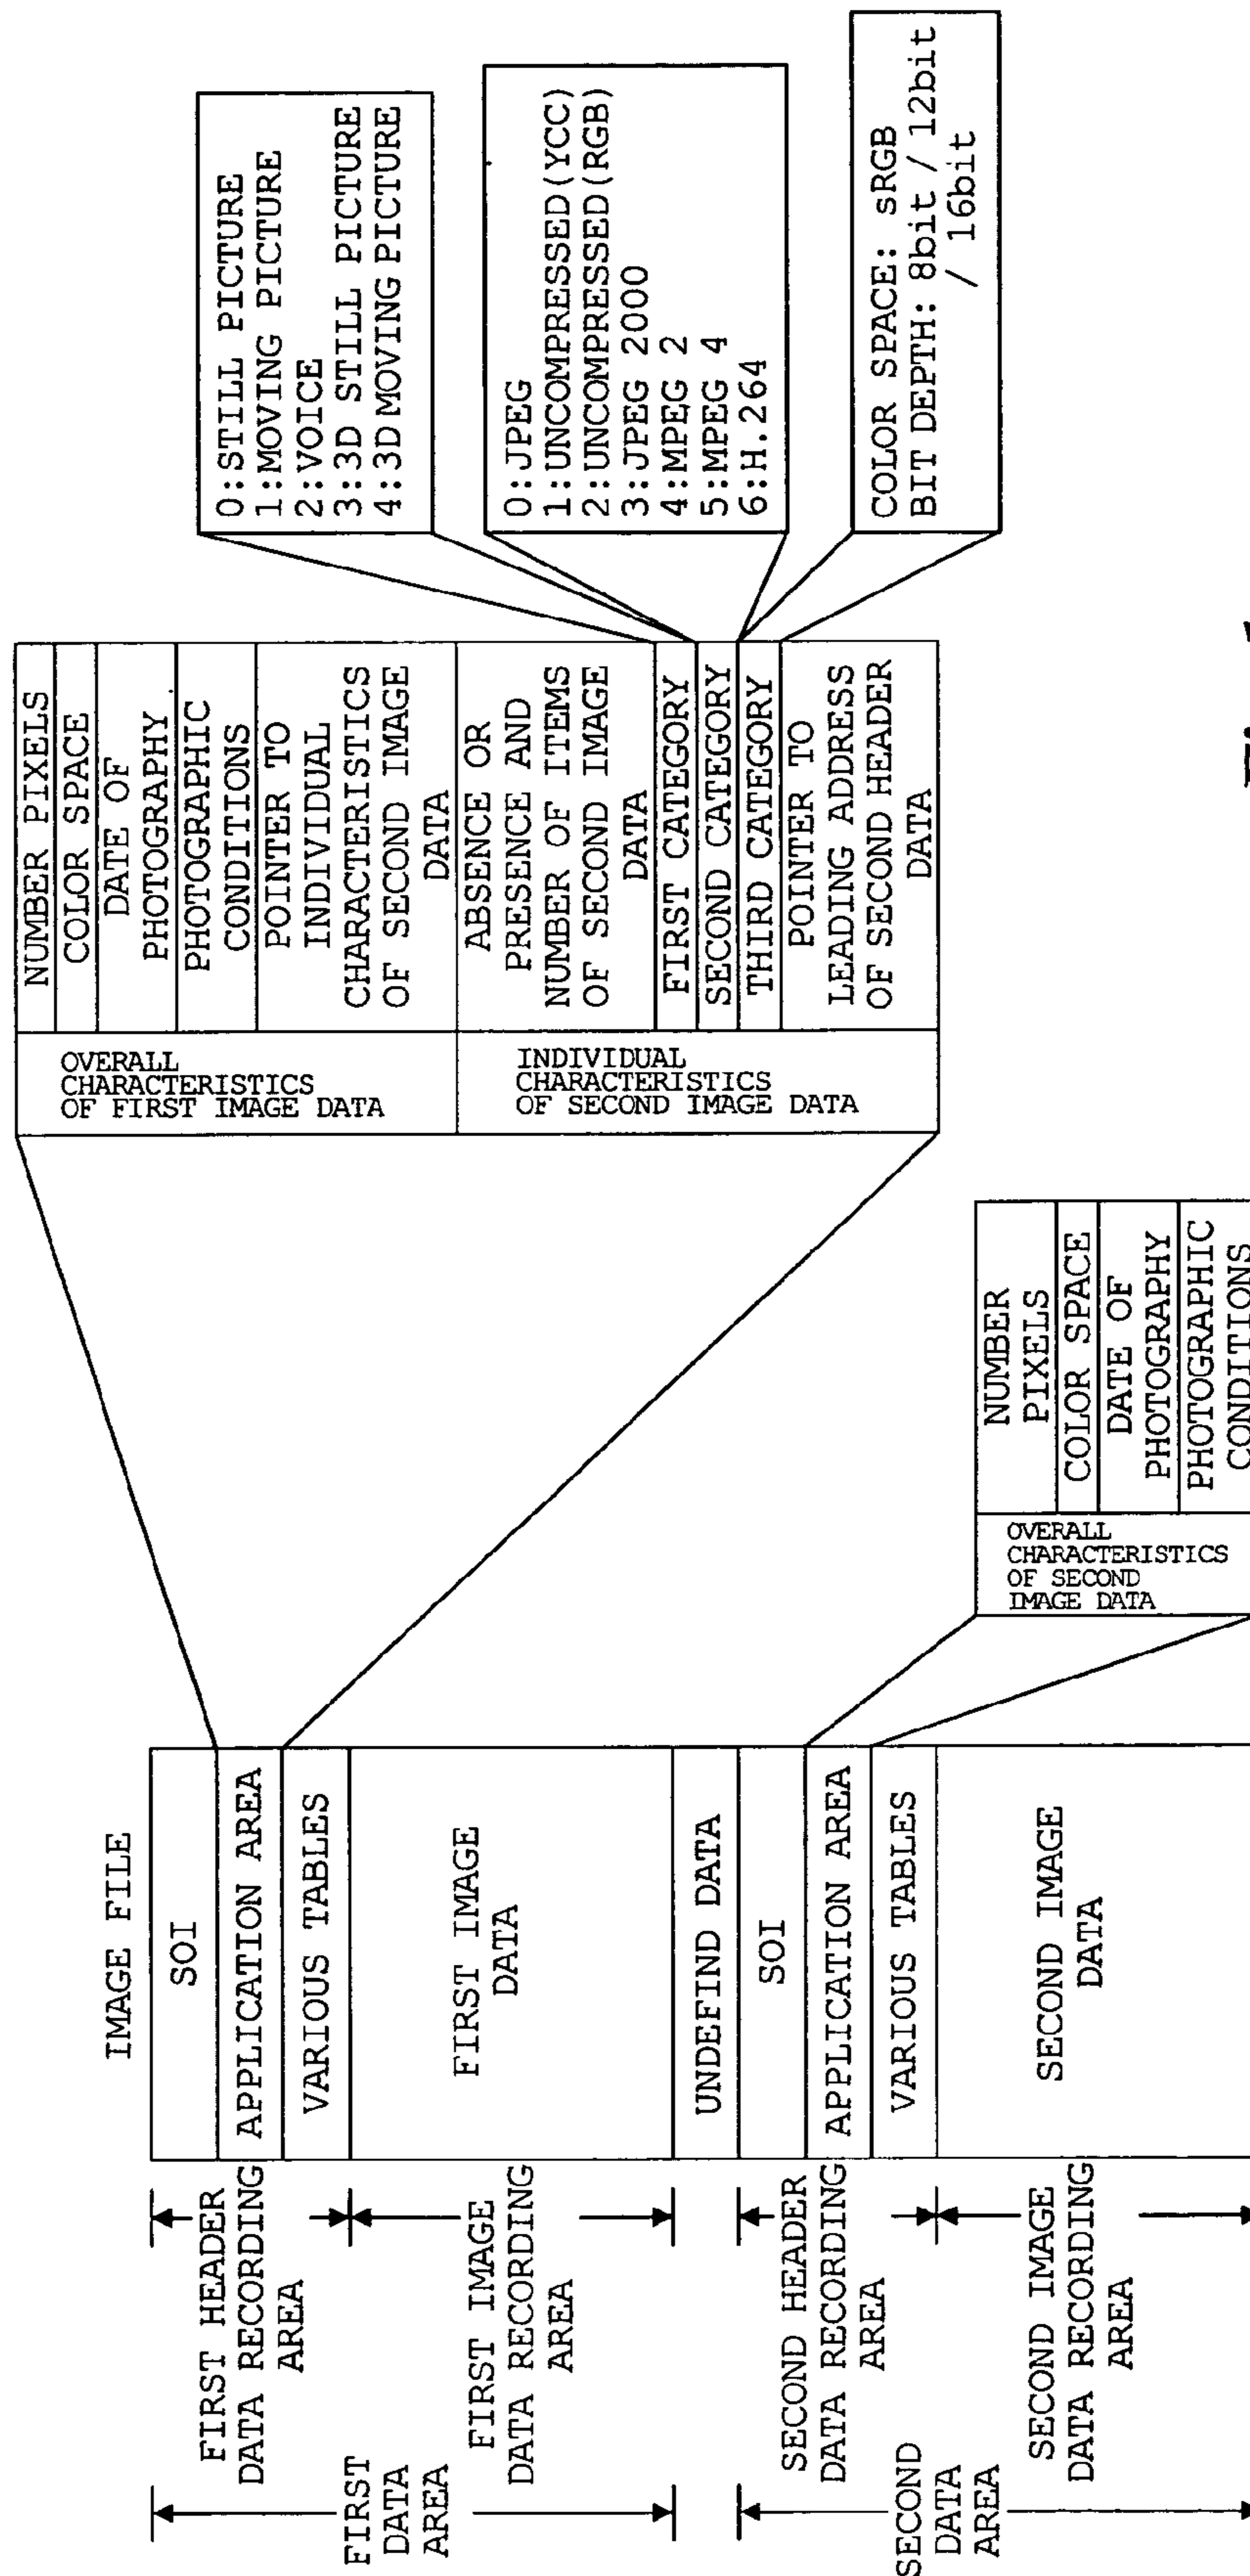 IMAGE FILE
SOI
APPLICATION AREA
VARIOUS TABLES
FIRST IMAGE
DATA
UNDEFIND DATA
SOI
APPLICATION AREA
VARIOUS TABLES
SECOND IMAGE
DATA
FIRST HEADER
DATA RECORDING
AREA
FIRST IMAGE
DATA RECORDING
AREA
FIRST
DATA
AREA
SECOND HEADER
DATA RECORDING
AREA
SECOND IMAGE
DATA RECORDING
AREA
SECOND
DATA
AREA
OVERALL
CHARACTERISTICS
OF FIRST IMAGE DATA
NUMBER PIXELS
COLOR SPACE
DATE OF
PHOTOGRAPHY
PHOTOGRAPHIC
CONDITIONS
POINTER TO
INDIVIDUAL
CHARACTERISTICS
OF SECOND IMAGE
DATA
INDIVIDUAL
CHARACTERISTICS
OF SECOND IMAGE DATA
ABSENCE OR
PRESENCE AND
NUMBER OF ITEMS
OF SECOND IMAGE
DATA
FIRST CATEGORY
SECOND CATEGORY
THIRD CATEGORY
POINTER TO
LEADING ADDRESS
OF SECOND HEADER
DATA
0:STILL PICTURE
1:MOVING PICTURE
2:VOICE
3:3D STILL PICTURE
4:3D MOVING PICTURE
0:JPEG
1:UNCOMPRESSED(YCC)
2:UNCOMPRESSED(RGB)
3:JPEG 2000
4:MPEG 2
5:MPEG 4
6:H.264
COLOR SPACE: sRGB
BIT DEPTH: 8bit / 12bit
/ 16bit
OVERALL
CHARACTERISTICS
OF SECOND
IMAGE DATA
NUMBER
PIXELS
COLOR SPACE
DATE OF
PHOTOGRAPHY
PHOTOGRAPHIC
CONDITIONS